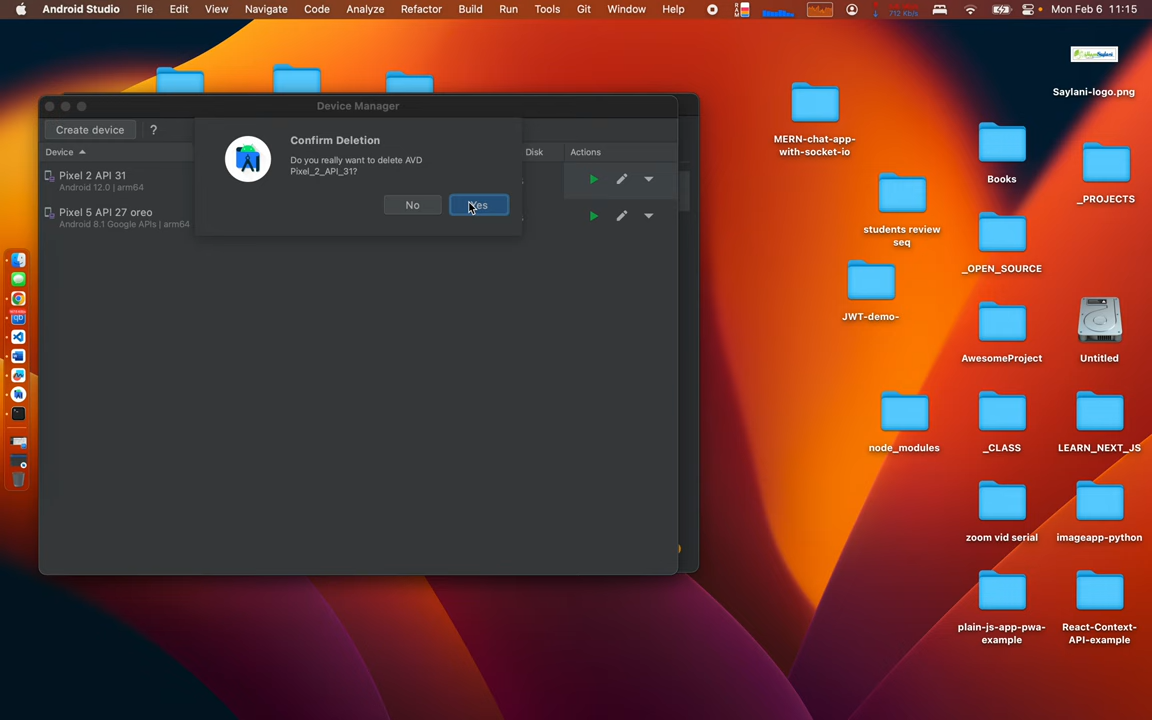 Android Studio File Edit View Navigate Code Analyze Refactor Build Run Tools Git Window Help Mon Feb 6 11:15
712 Kb/s
Saylani-logo.png
MERN-chat-app-
with-socket-io
Books
_PROJECTS
students review
seq
_OPEN_SOURCE
JWT-demo-
AwesomeProject
Untitled
node_modules
_CLASS
LEARN_NEXT_JS
zoom vid serial
imageapp-python
plain-js-app-pwa-
example
React-Context-
API-example
Device Manager
Create device ?
Device Disk Actions
Pixel 2 API 31
Android 12.0 | arm64
Pixel 5 API 27 oreo
Android 8.1 Google APIs | arm64
Confirm Deletion
Do you really want to delete AVD
Pixel_2_API_31?
No Yes